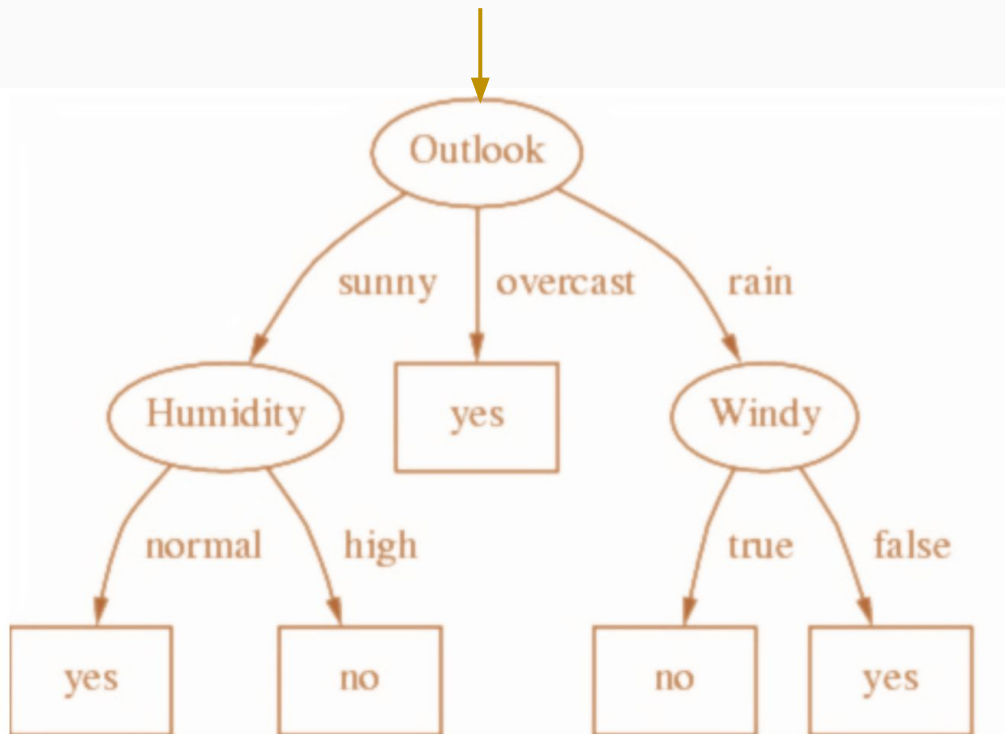 Outlook
sunny overcast rain
Humidity yes Windy
normal high true false
yes no no yes